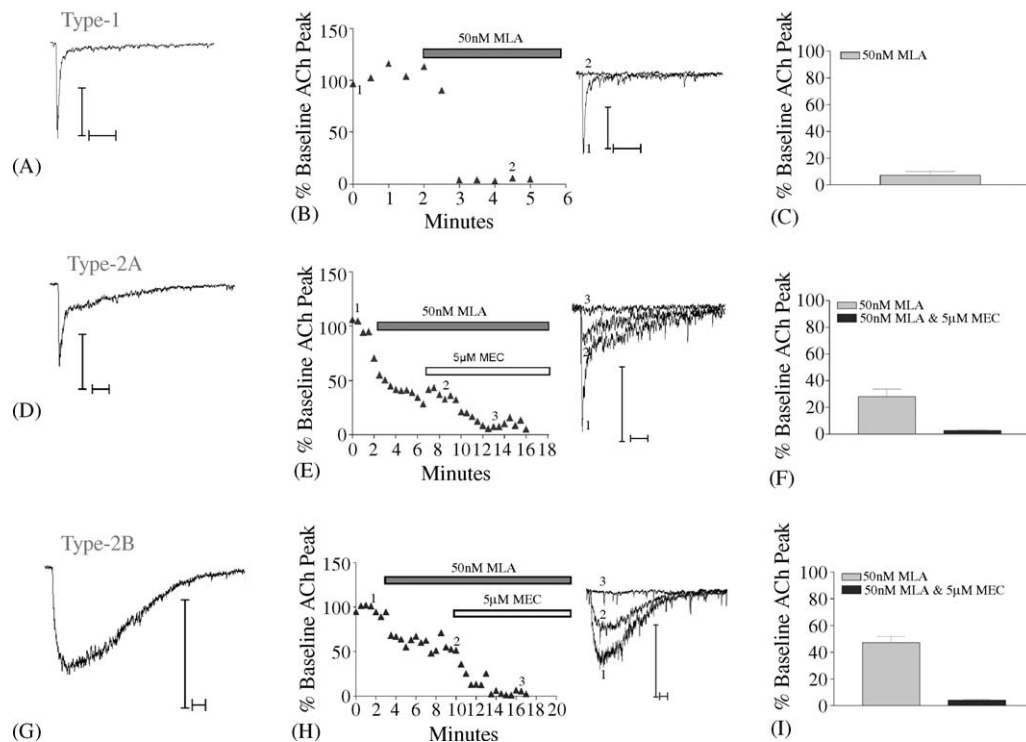 Type-1
(A)
% Baseline ACh Peak
150
100
50
0
50nM MLA
1
2
0 1 2 3 4 5 6
Minutes
(B)
2
1
% Baseline ACh Peak
100
80
60
40
20
0
50nM MLA
(C)
Type-2A
(D)
% Baseline ACh Peak
150
100
50
0
1
50nM MLA
5µM MEC
2
3
0 2 4 6 8 10 12 14 16 18
Minutes
(E)
3
2
1
% Baseline ACh Peak
100
80
60
40
20
0
50nM MLA
50nM MLA & 5µM MEC
(F)
Type-2B
(G)
% Baseline ACh Peak
150
100
50
0
50nM MLA
1
5µM MEC
2
3
0 2 4 6 8 10 12 14 16 18 20
Minutes
(H)
3
2
1
% Baseline ACh Peak
100
80
60
40
20
0
50nM MLA
50nM MLA & 5µM MEC
(I)